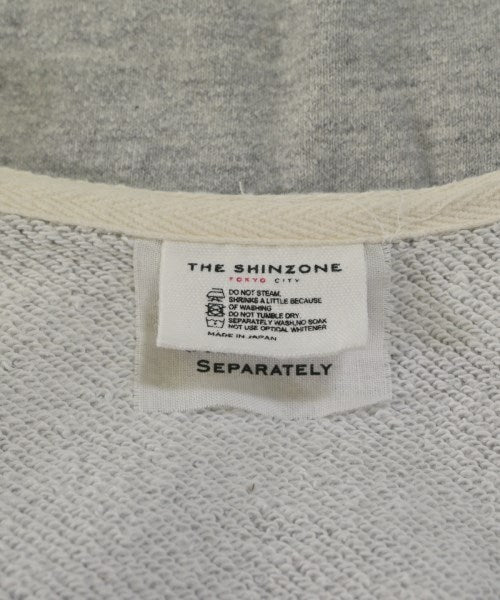 THE SHINZONE
TOKYO CITY
DO NOT STEAM.
SHRINKS A LITTLE BECAUSE
OF WASHING
DO NOT TUMBLE DRY.
SEPARATELY WASH,NO SOAK
NOT USE OPTICAL WHITENER
MADE IN JAPAN
SEPARATELY